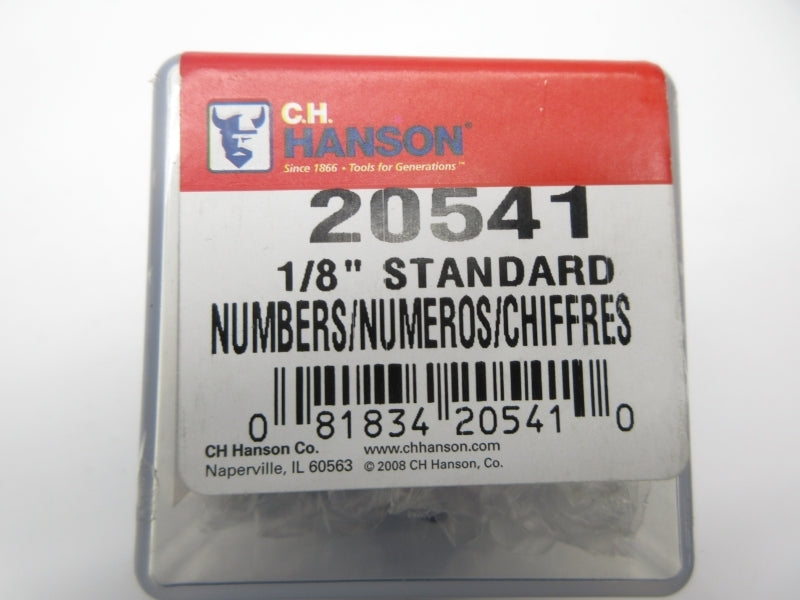 C.H.
HANSON®
Since 1866 • Tools for Generations™
20541
1/8" STANDARD
NUMBERS/NUMEROS/CHIFFRES
0 81834 20541 0
CH Hanson Co. www.chhanson.com
Naperville, IL 60563 © 2008 CH Hanson, Co.